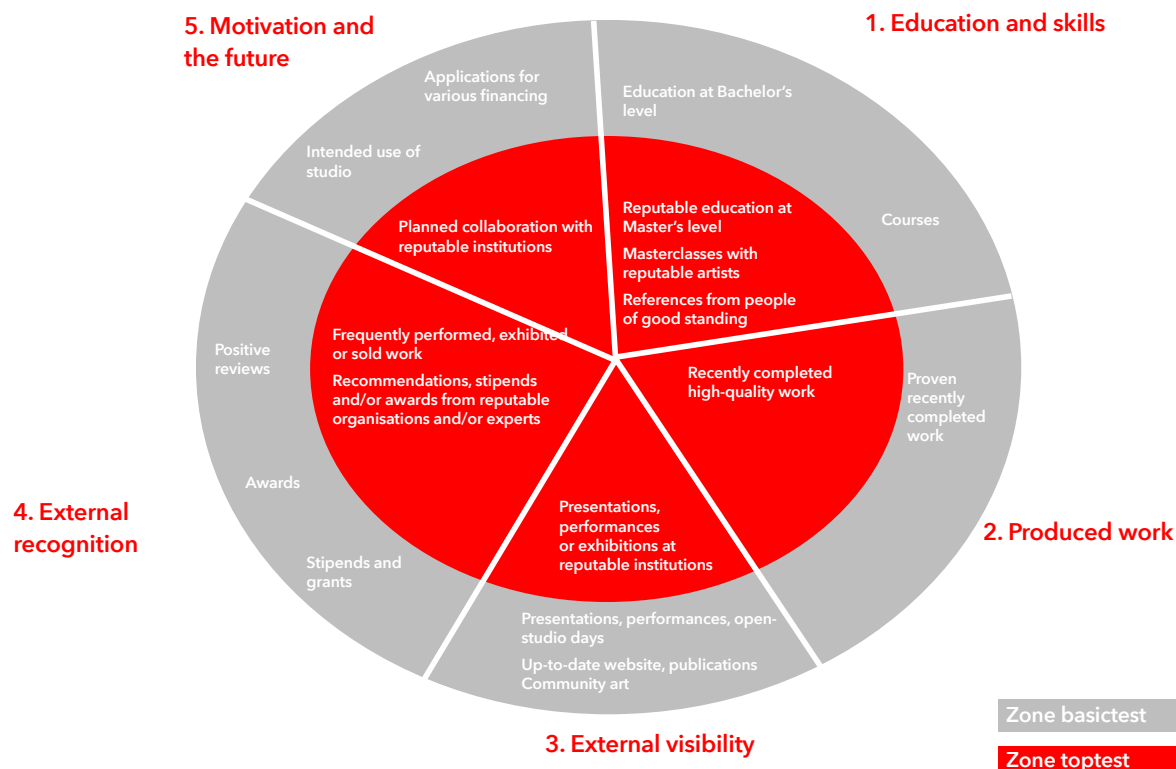 5. Motivation and
the future
1. Education and skills
Applications for
various financing
Intended use of
studio
Planned collaboration with
reputable institutions
Education at Bachelor's
level
Courses
Reputable education at
Master's level
Masterclasses with
reputable artists
References from people
of good standing
Recently completed
high-quality work
Proven
recently
completed
work
2. Produced work
Positive
reviews
Awards
Stipends and
grants
Frequently performed, exhibited
or sold work
Recommendations, stipends
and/or awards from reputable
organisations and/or experts
4. External
recognition
Presentations,
performances
or exhibitions at
reputable institutions
Presentations, performances, open-
studio days
Up-to-date website, publications
Community art
3. External visibility
Zone basictest
Zone toptest